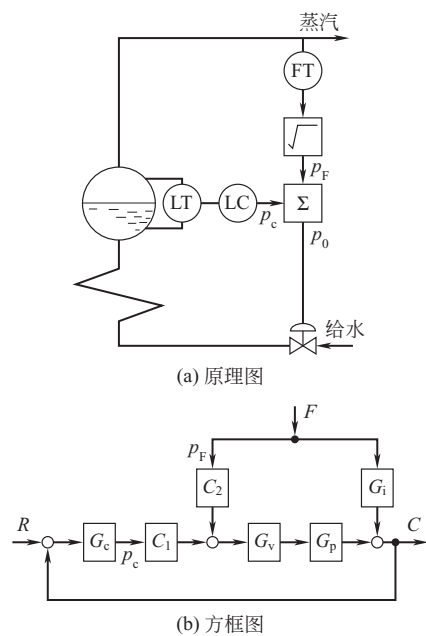 蒸汽
FT
√
p_F
LT
LC
p_c
Σ
p_0
给水
(a) 原理图
F
p_F
C_2
G_i
R
G_c
p_c
C_1
G_v
G_p
C
(b) 方框图